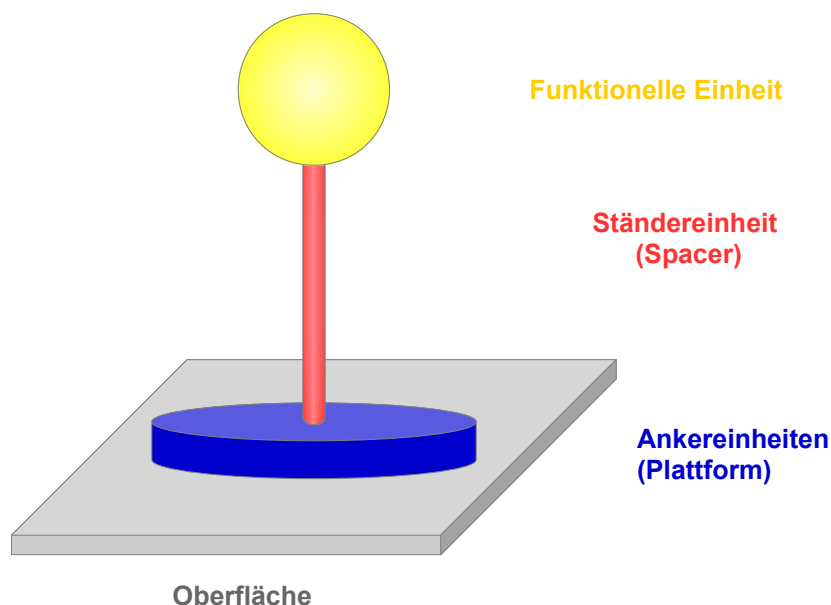 Funktionelle Einheit
Ständereinheit
(Spacer)
Ankereinheiten
(Plattform)
Oberfläche